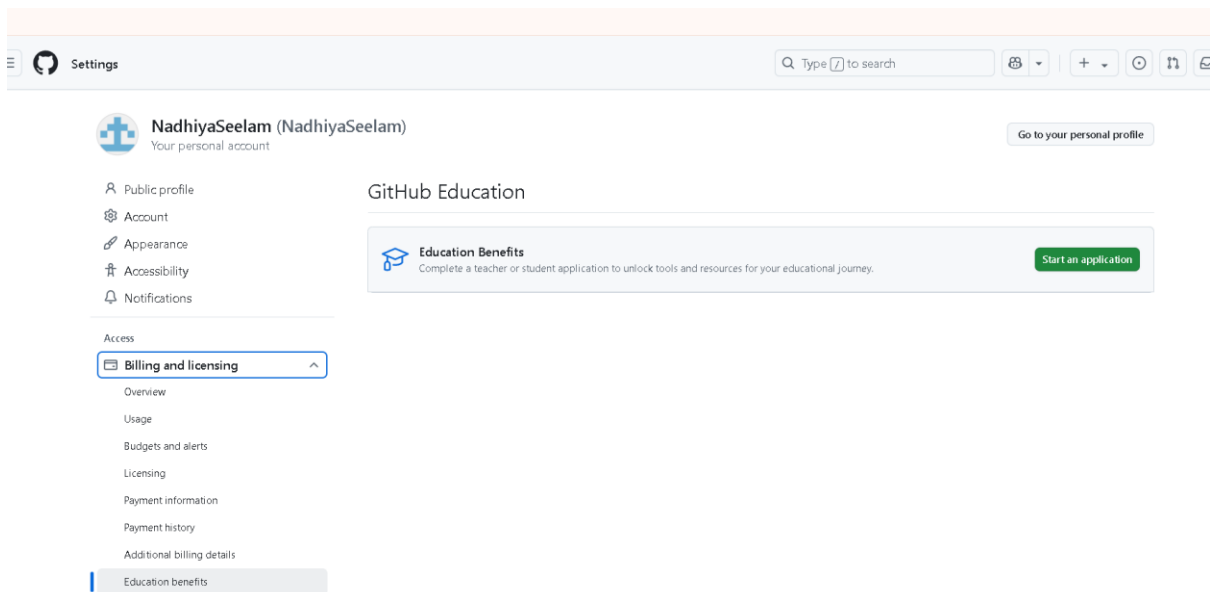 Settings
Type / to search
NadhiyaSeelam (NadhiyaSeelam)
Your personal account
Go to your personal profile
Public profile
Account
Appearance
Accessibility
Notifications
Access
Billing and licensing
Overview
Usage
Budgets and alerts
Licensing
Payment information
Payment history
Additional billing details
Education benefits
GitHub Education
Education Benefits
Complete a teacher or student application to unlock tools and resources for your educational journey.
Start an application